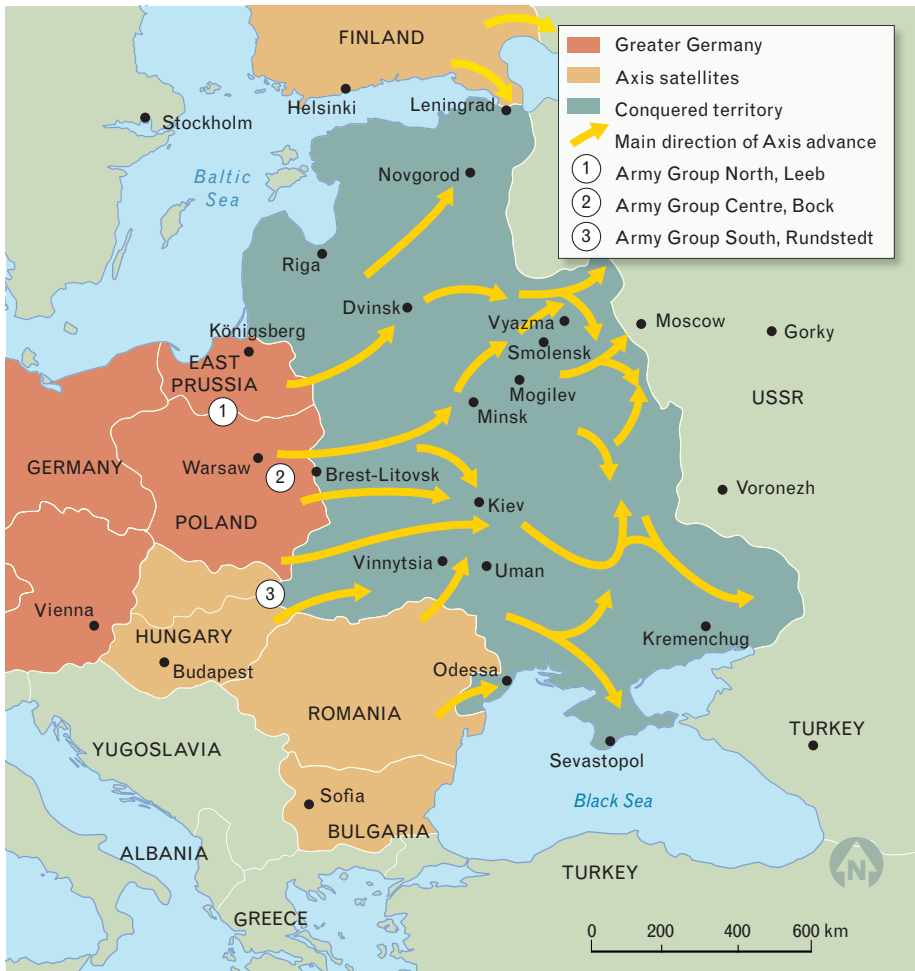 FINLAND
Helsinki
Leningrad
Stockholm
Baltic
Sea
Novgorod
Riga
Dvinsk
Königsberg
EAST
PRUSSIA
1
Vyazma
Smolensk
Mogilev
Minsk
Moscow
Gorky
USSR
GERMANY
Warsaw
2
Brest-Litovsk
POLAND
Kiev
Voronezh
Vinnytsia
Uman
3
Vienna
HUNGARY
Budapest
Kremenchug
Odessa
ROMANIA
YUGOSLAVIA
Sevastopol
TURKEY
Sofia
BULGARIA
Black Sea
ALBANIA
GREECE
TURKEY
N
0 200 400 600 km
Greater Germany
Axis satellites
Conquered territory
Main direction of Axis advance
1 Army Group North, Leeb
2 Army Group Centre, Bock
3 Army Group South, Rundstedt